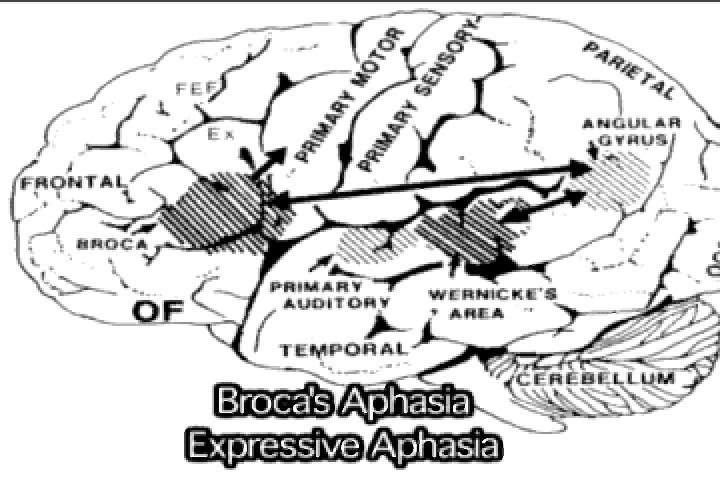 PRIMARY MOTOR
PRIMARY SENSORY
PARIETAL
FEF
Ex
ANGULAR
GYRUS
FRONTAL
BROCA
PRIMARY
AUDITORY
WERNICKE'S
AREA
OF
TEMPORAL
CEREBELLUM
Broca's Aphasia
Expressive Aphasia